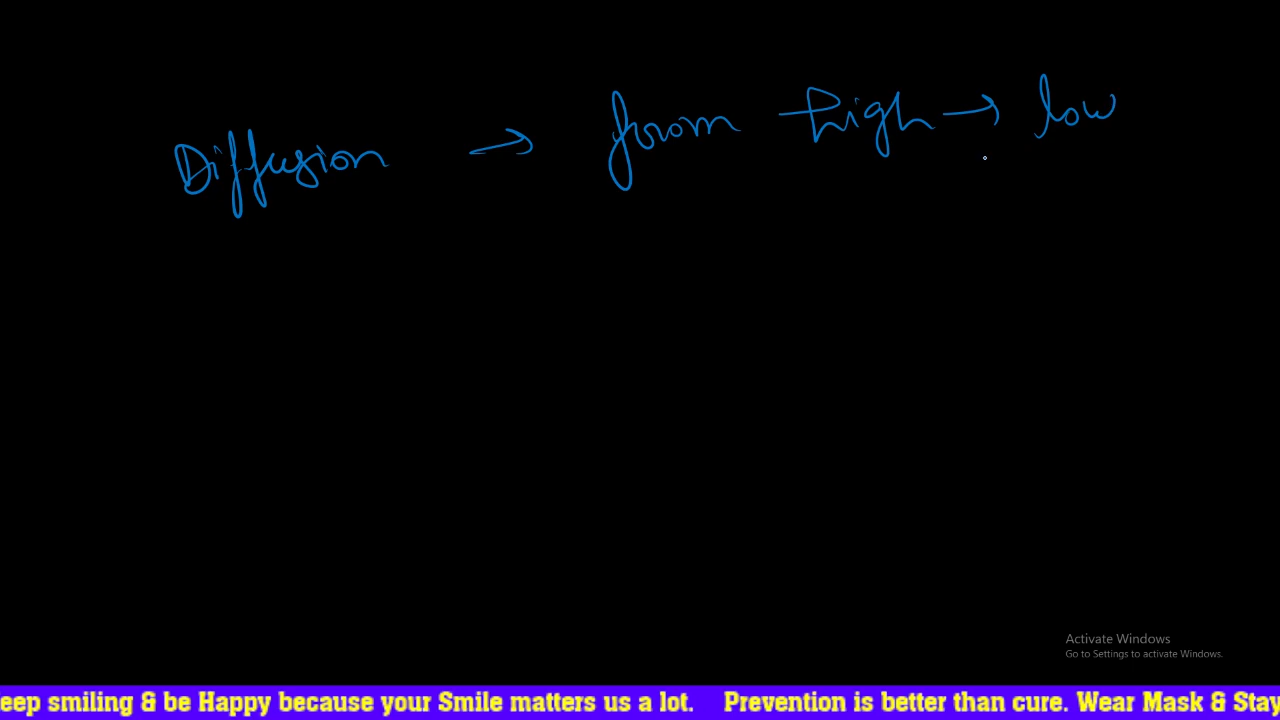 Diffusion → from high → low
Activate Windows
Go to Settings to activate Windows.
eep smiling & be Happy because your Smile matters us a lot. Prevention is better than cure. Wear Mask & Stay